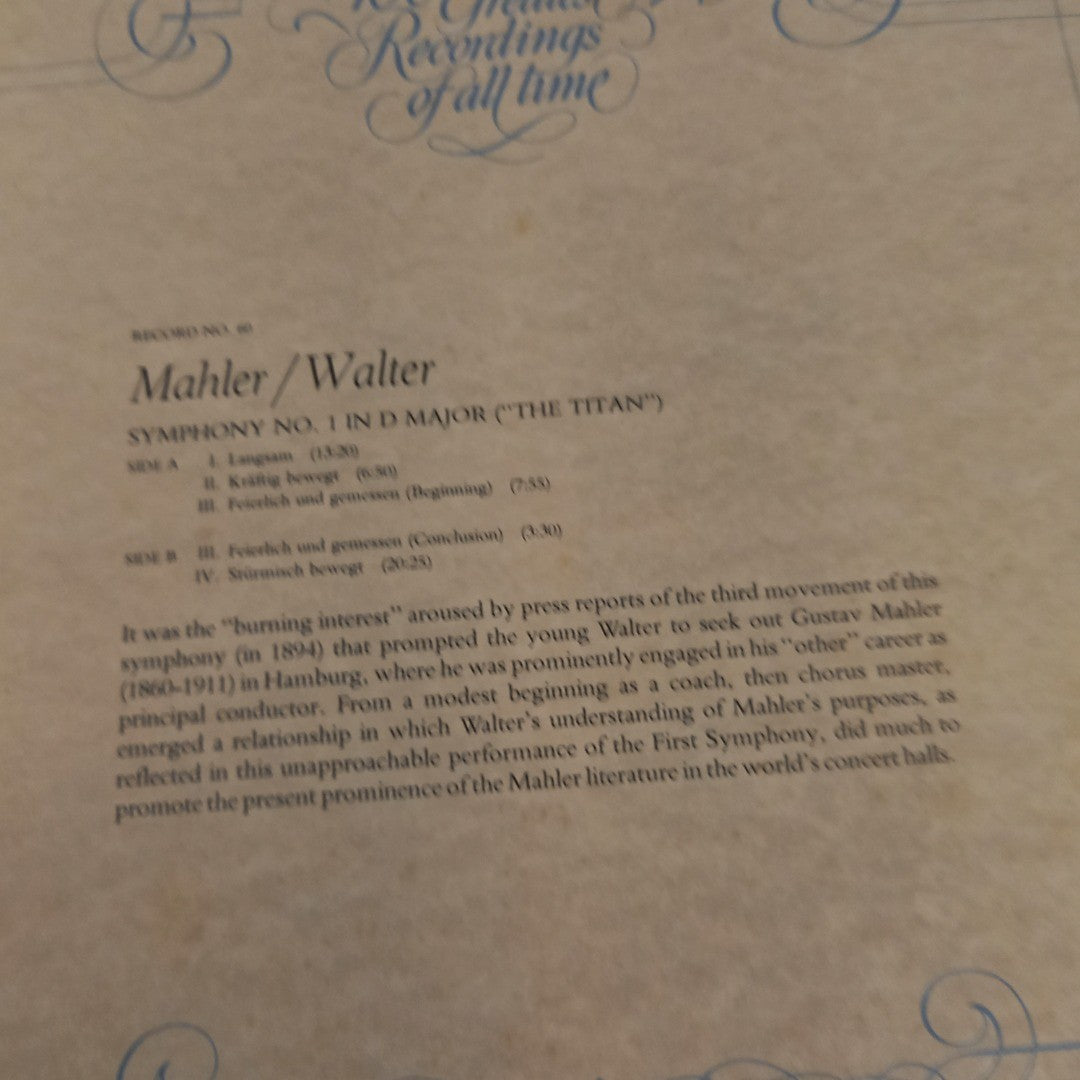 100 Greatest
Recordings
of all time
RECORD NO. 60
Mahler/Walter
SYMPHONY NO. 1 IN D MAJOR ("THE TITAN")
SIDE A I. Langsam (13:20)
II. Kräftig bewegt (6:50)
III. Feierlich und gemessen (Beginning) (7:55)
SIDE B III. Feierlich und gemessen (Conclusion) (3:30)
IV. Stürmisch bewegt (20:25)
It was the "burning interest" aroused by press reports of the third movement of this
symphony (in 1894) that prompted the young Walter to seek out Gustav Mahler
(1860-1911) in Hamburg, where he was prominently engaged in his "other" career as
principal conductor. From a modest beginning as a coach, then chorus master,
emerged a relationship in which Walter's understanding of Mahler's purposes, as
reflected in this unapproachable performance of the First Symphony, did much to
promote the present prominence of the Mahler literature in the world's concert halls.